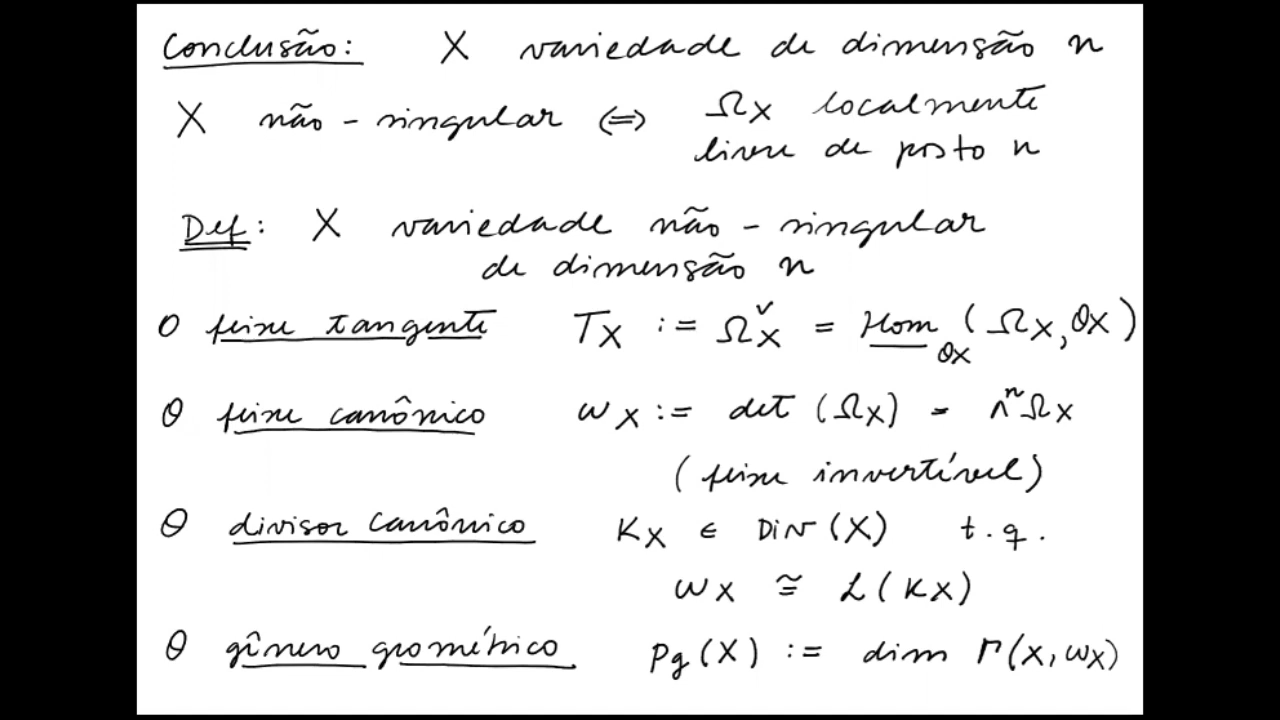 Conclusão: X variedade de dimensão n
X não-singular <=> Ω_X localmente
livre de posto n
Def: X variedade não-singular
de dimensão n
O feixe tangente T_X := Ω_X^∨ = Hom_{O_X}(Ω_X, O_X)
O feixe canônico ω_X := det(Ω_X) = Λ^n Ω_X
(feixe invertível)
O divisor canônico K_X ∈ Div(X) t.q.
ω_X ≅ L(K_X)
O gênero geométrico p_g(X) := dim Γ(X, ω_X)